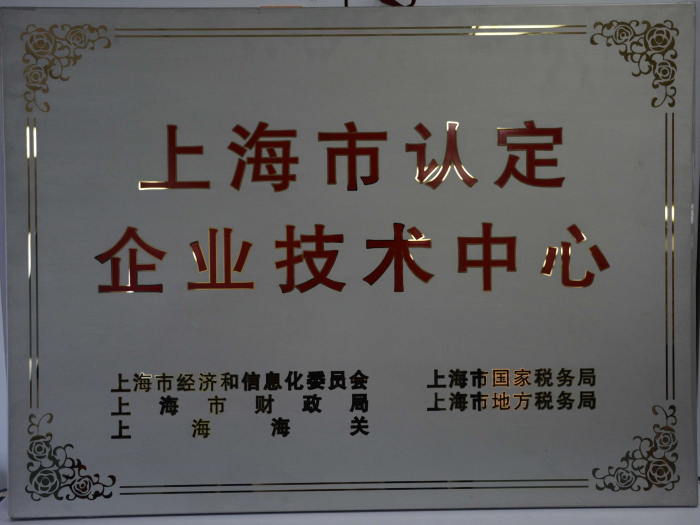 上海市认定
企业技术中心
上海市经济和信息化委员会
上海市财政局
上海海关
上海市国家税务局
上海市地方税务局